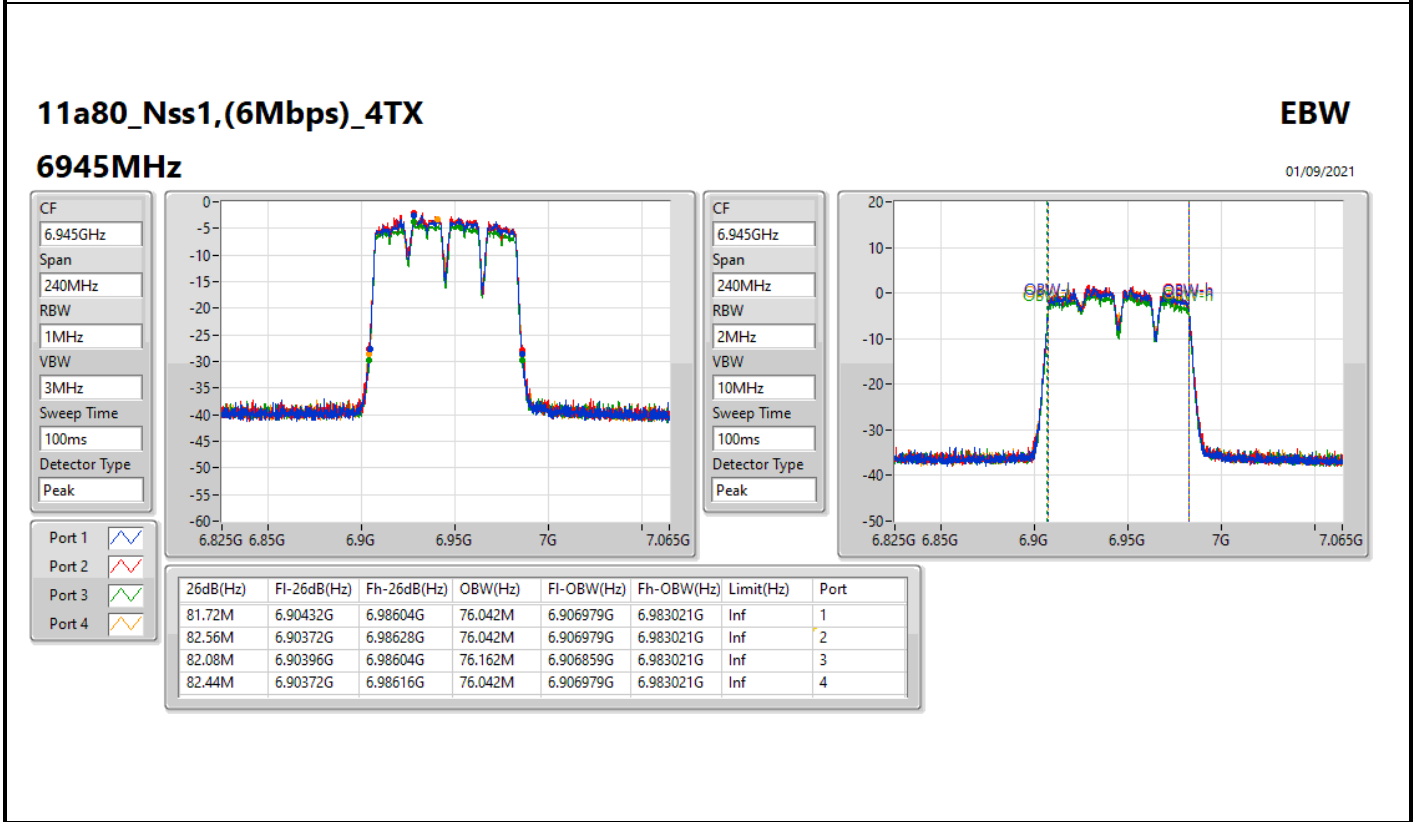 11a80_Nss1,(6Mbps)_4TX
EBW
6945MHz
01/09/2021
CF
6.945GHz
Span
240MHz
RBW
1MHz
VBW
3MHz
Sweep Time
100ms
Detector Type
Peak
0
-5
-10
-15
-20
-25
-30
-35
-40
-45
-50
-55
-60
6.825G 6.85G 6.9G 6.95G 7G 7.065G
CF
6.945GHz
Span
240MHz
RBW
2MHz
VBW
10MHz
Sweep Time
100ms
Detector Type
Peak
20
10
0
-10
-20
-30
-40
-50
OBW-l OBW-h
6.825G 6.85G 6.9G 6.95G 7G 7.065G
Port 1
Port 2
Port 3
Port 4
26dB(Hz) Fl-26dB(Hz) Fh-26dB(Hz) OBW(Hz) Fl-OBW(Hz) Fh-OBW(Hz) Limit(Hz) Port
81.72M 6.90432G 6.98604G 76.042M 6.906979G 6.983021G Inf 1
82.56M 6.90372G 6.98628G 76.042M 6.906979G 6.983021G Inf 2
82.08M 6.90396G 6.98604G 76.162M 6.906859G 6.983021G Inf 3
82.44M 6.90372G 6.98616G 76.042M 6.906979G 6.983021G Inf 4